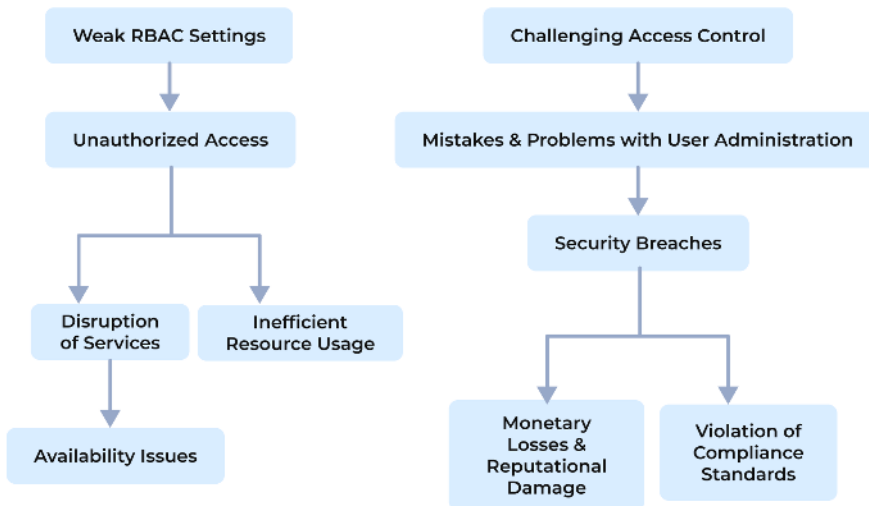 Weak RBAC Settings
Challenging Access Control
Unauthorized Access
Mistakes & Problems with User Administration
Security Breaches
Disruption
of Services
Inefficient
Resource Usage
Availability Issues
Monetary
Losses &
Reputational
Damage
Violation of
Compliance
Standards